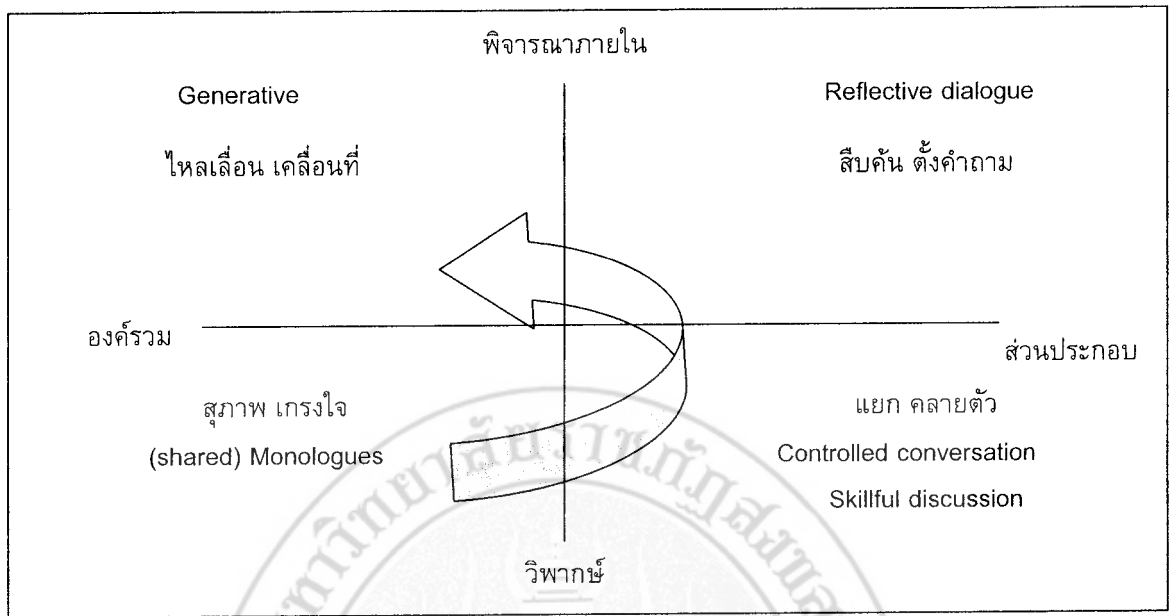 พิจารณาภายใน
Generative
ไหลเลื่อน เคลื่อนที่
Reflective dialogue
สืบค้น ตั้งคำถาม
องค์รวม
ส่วนประกอบ
สุภาพ เกรงใจ
(shared) Monologues
แยก คลายตัว
Controlled conversation
Skillful discussion
วิพากษ์